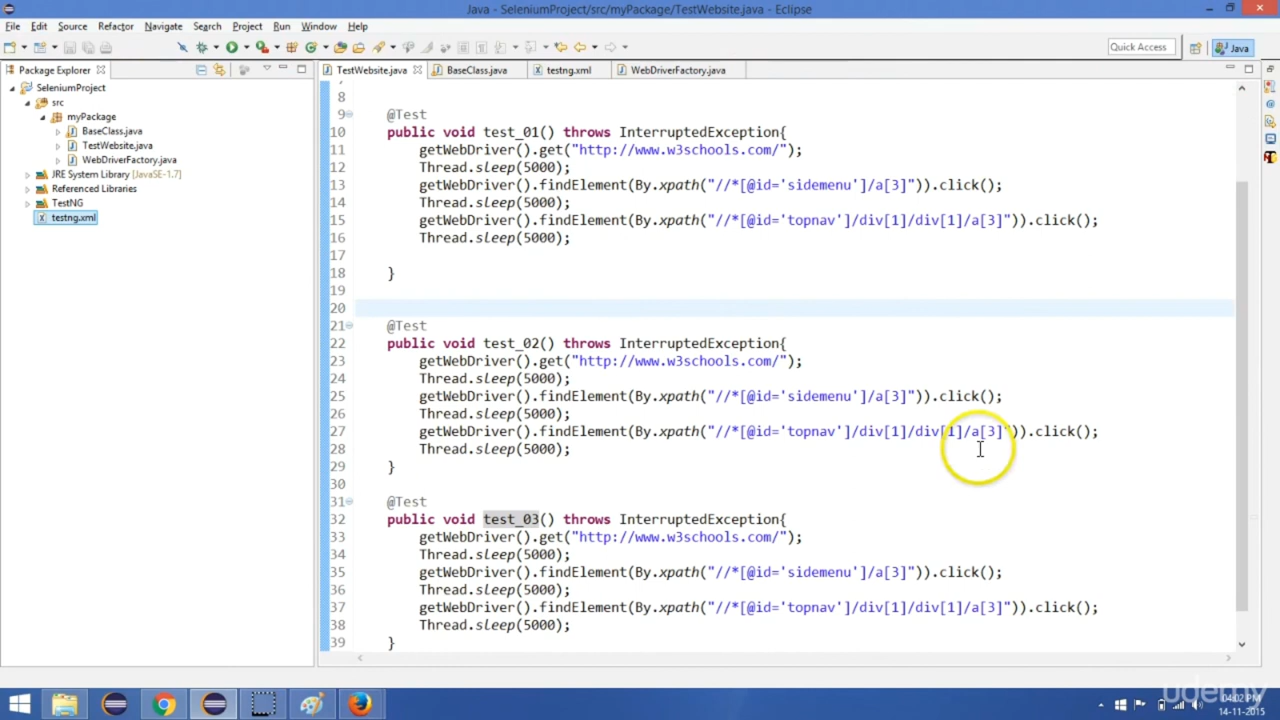 Java - SeleniumProject/src/myPackage/TestWebsite.java - Eclipse
File Edit Source Refactor Navigate Search Project Run Window Help
Quick Access
Java
Package Explorer
TestWebsite.java
BaseClass.java
testng.xml
WebDriverFactory.java
SeleniumProject
src
myPackage
BaseClass.java
TestWebsite.java
WebDriverFactory.java
JRE System Library [JavaSE-1.7]
Referenced Libraries
TestNG
testng.xml
8
9 @Test
10 public void test_01() throws InterruptedException{
11 getWebDriver().get("http://www.w3schools.com/");
12 Thread.sleep(5000);
13 getWebDriver().findElement(By.xpath("//*[@id='sidemenu']/a[3]")).click();
14 Thread.sleep(5000);
15 getWebDriver().findElement(By.xpath("//*[@id='topnav']/div[1]/div[1]/a[3]")).click();
16 Thread.sleep(5000);
17
18 }
19
20
21 @Test
22 public void test_02() throws InterruptedException{
23 getWebDriver().get("http://www.w3schools.com/");
24 Thread.sleep(5000);
25 getWebDriver().findElement(By.xpath("//*[@id='sidemenu']/a[3]")).click();
26 Thread.sleep(5000);
27 getWebDriver().findElement(By.xpath("//*[@id='topnav']/div[1]/div[1]/a[3]")).click();
28 Thread.sleep(5000);
29 }
30
31 @Test
32 public void test_03() throws InterruptedException{
33 getWebDriver().get("http://www.w3schools.com/");
34 Thread.sleep(5000);
35 getWebDriver().findElement(By.xpath("//*[@id='sidemenu']/a[3]")).click();
36 Thread.sleep(5000);
37 getWebDriver().findElement(By.xpath("//*[@id='topnav']/div[1]/div[1]/a[3]")).click();
38 Thread.sleep(5000);
39 }
udemy
04:02 PM
14-11-2015